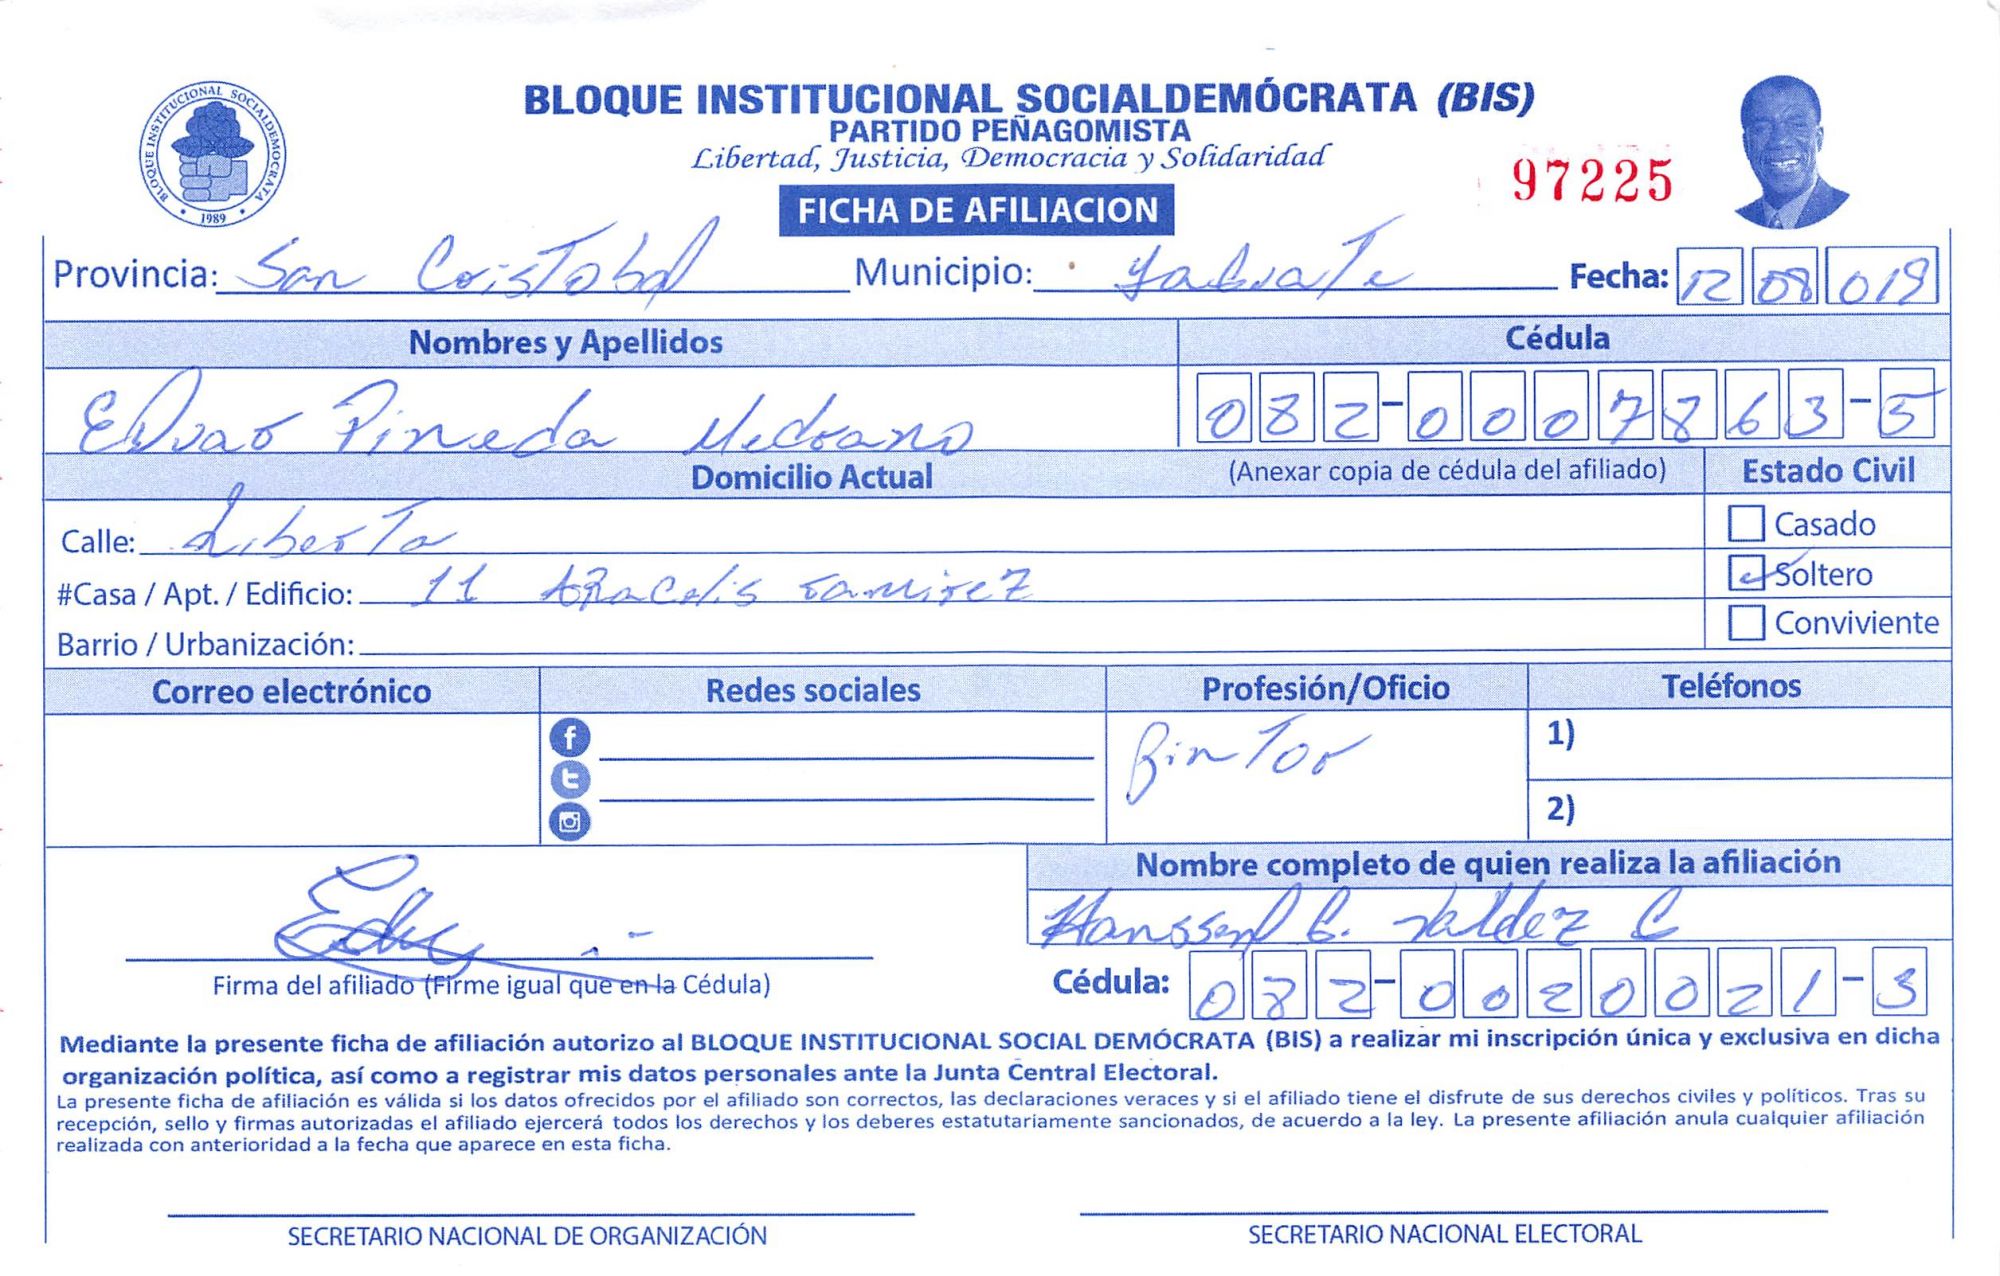 BLOQUE INSTITUCIONAL SOCIALDEMOCRATA
1989
BLOQUE INSTITUCIONAL SOCIALDEMÓCRATA (BIS)
PARTIDO PEÑAGOMISTA
Libertad, Justicia, Democracia y Solidaridad
97225
FICHA DE AFILIACION
Provincia: San Cristobal Municipio: Yaguate Fecha: 12 08 019
Nombres y Apellidos Cédula
Pineda Medrano 082-0007863-5
Domicilio Actual (Anexar copia de cédula del afiliado) Estado Civil
Calle: Liberta Casado
#Casa / Apt. / Edificio: 11 Aracelis ramirez Soltero
Barrio / Urbanización: Conviviente
Correo electrónico Redes sociales Profesión/Oficio Teléfonos
Pintor 1)
2)
Nombre completo de quien realiza la afiliación
Valdez C
Firma del afiliado (Firme igual que en la Cédula) Cédula: 082-0020021-3
Mediante la presente ficha de afiliación autorizo al BLOQUE INSTITUCIONAL SOCIAL DEMÓCRATA (BIS) a realizar mi inscripción única y exclusiva en dicha
organización política, así como a registrar mis datos personales ante la Junta Central Electoral.
La presente ficha de afiliación es válida si los datos ofrecidos por el afiliado son correctos, las declaraciones veraces y si el afiliado tiene el disfrute de sus derechos civiles y políticos. Tras su
recepción, sello y firmas autorizadas el afiliado ejercerá todos los derechos y los deberes estatutariamente sancionados, de acuerdo a la ley. La presente afiliación anula cualquier afiliación
realizada con anterioridad a la fecha que aparece en esta ficha.
SECRETARIO NACIONAL DE ORGANIZACIÓN SECRETARIO NACIONAL ELECTORAL